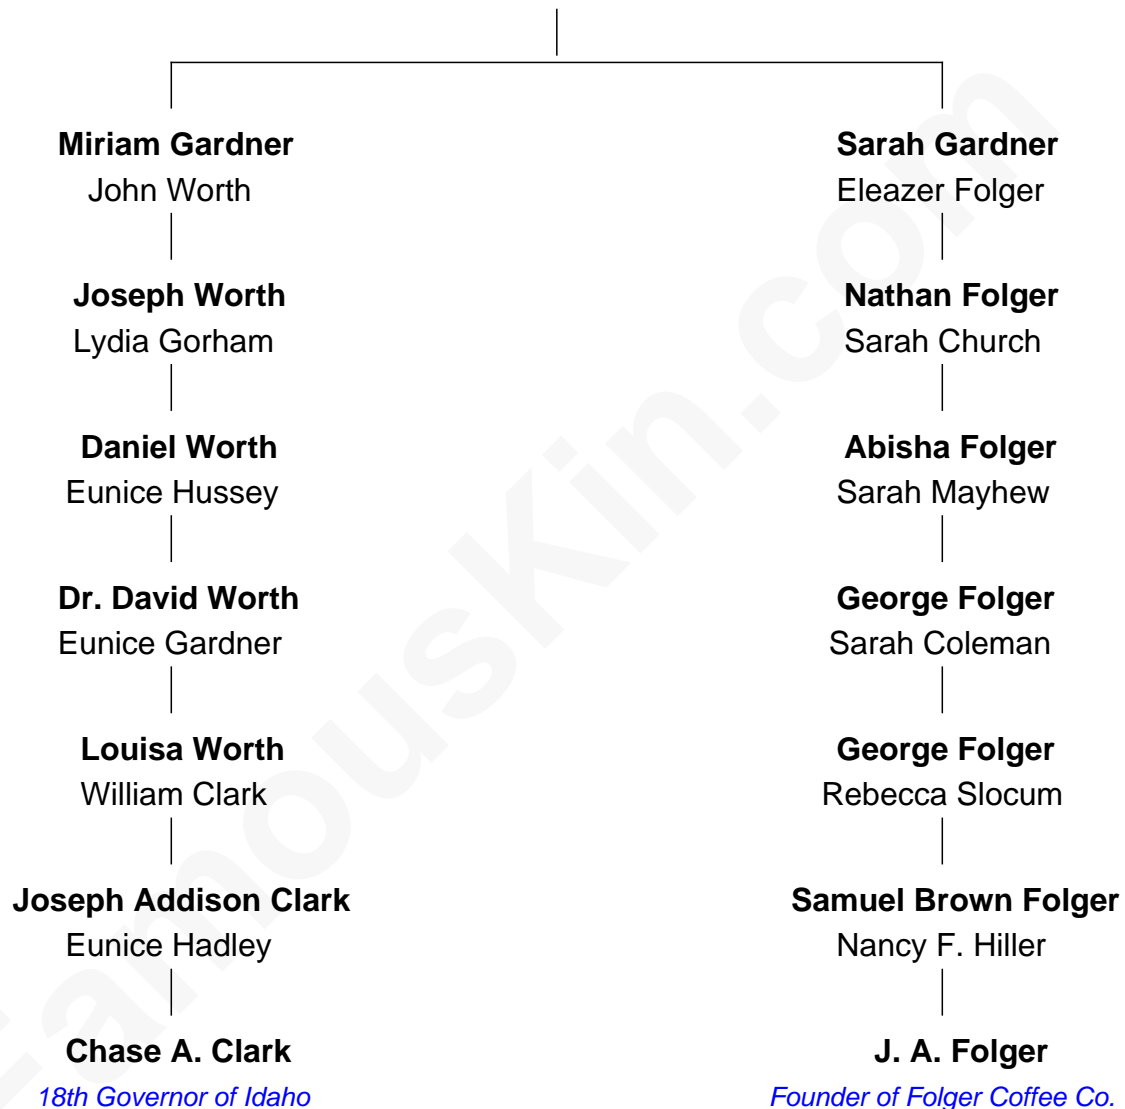 Miriam Gardner
John Worth
Sarah Gardner
Eleazer Folger
Joseph Worth
Lydia Gorham
Nathan Folger
Sarah Church
Daniel Worth
Eunice Hussey
Abisha Folger
Sarah Mayhew
Dr. David Worth
Eunice Gardner
George Folger
Sarah Coleman
Louisa Worth
William Clark
George Folger
Rebecca Slocum
Joseph Addison Clark
Eunice Hadley
Samuel Brown Folger
Nancy F. Hiller
Chase A. Clark
18th Governor of Idaho
J. A. Folger
Founder of Folger Coffee Co.
FamousKin.com